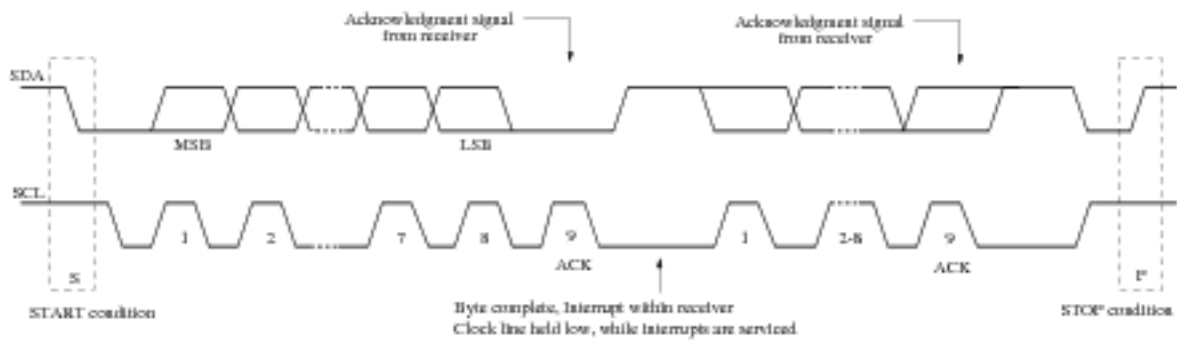 Acknowledgment signal
from receiver
Acknowledgment signal
from receiver
SDA
MSB
LSB
SCL
1
2
7
8
9
1
2-8
9
ACK
ACK
S
P
START condition
Byte complete, Interrupt within receiver
Clock line held low, while interrupts are serviced
STOP condition